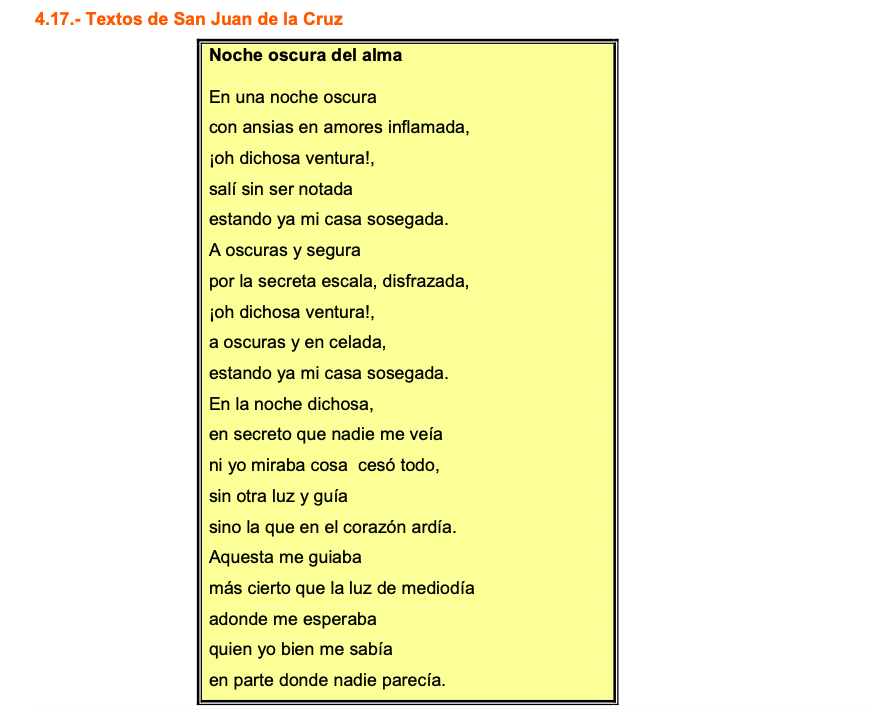 4.17.- Textos de San Juan de la Cruz
Noche oscura del alma
En una noche oscura
con ansias en amores inflamada,
¡oh dichosa ventura!,
salí sin ser notada
estando ya mi casa sosegada.
A oscuras y segura
por la secreta escala, disfrazada,
¡oh dichosa ventura!,
a oscuras y en celada,
estando ya mi casa sosegada.
En la noche dichosa,
en secreto que nadie me veía
ni yo miraba cosa  cesó todo,
sin otra luz y guía
sino la que en el corazón ardía.
Aquesta me guiaba
más cierto que la luz de mediodía
adonde me esperaba
quien yo bien me sabía
en parte donde nadie parecía.